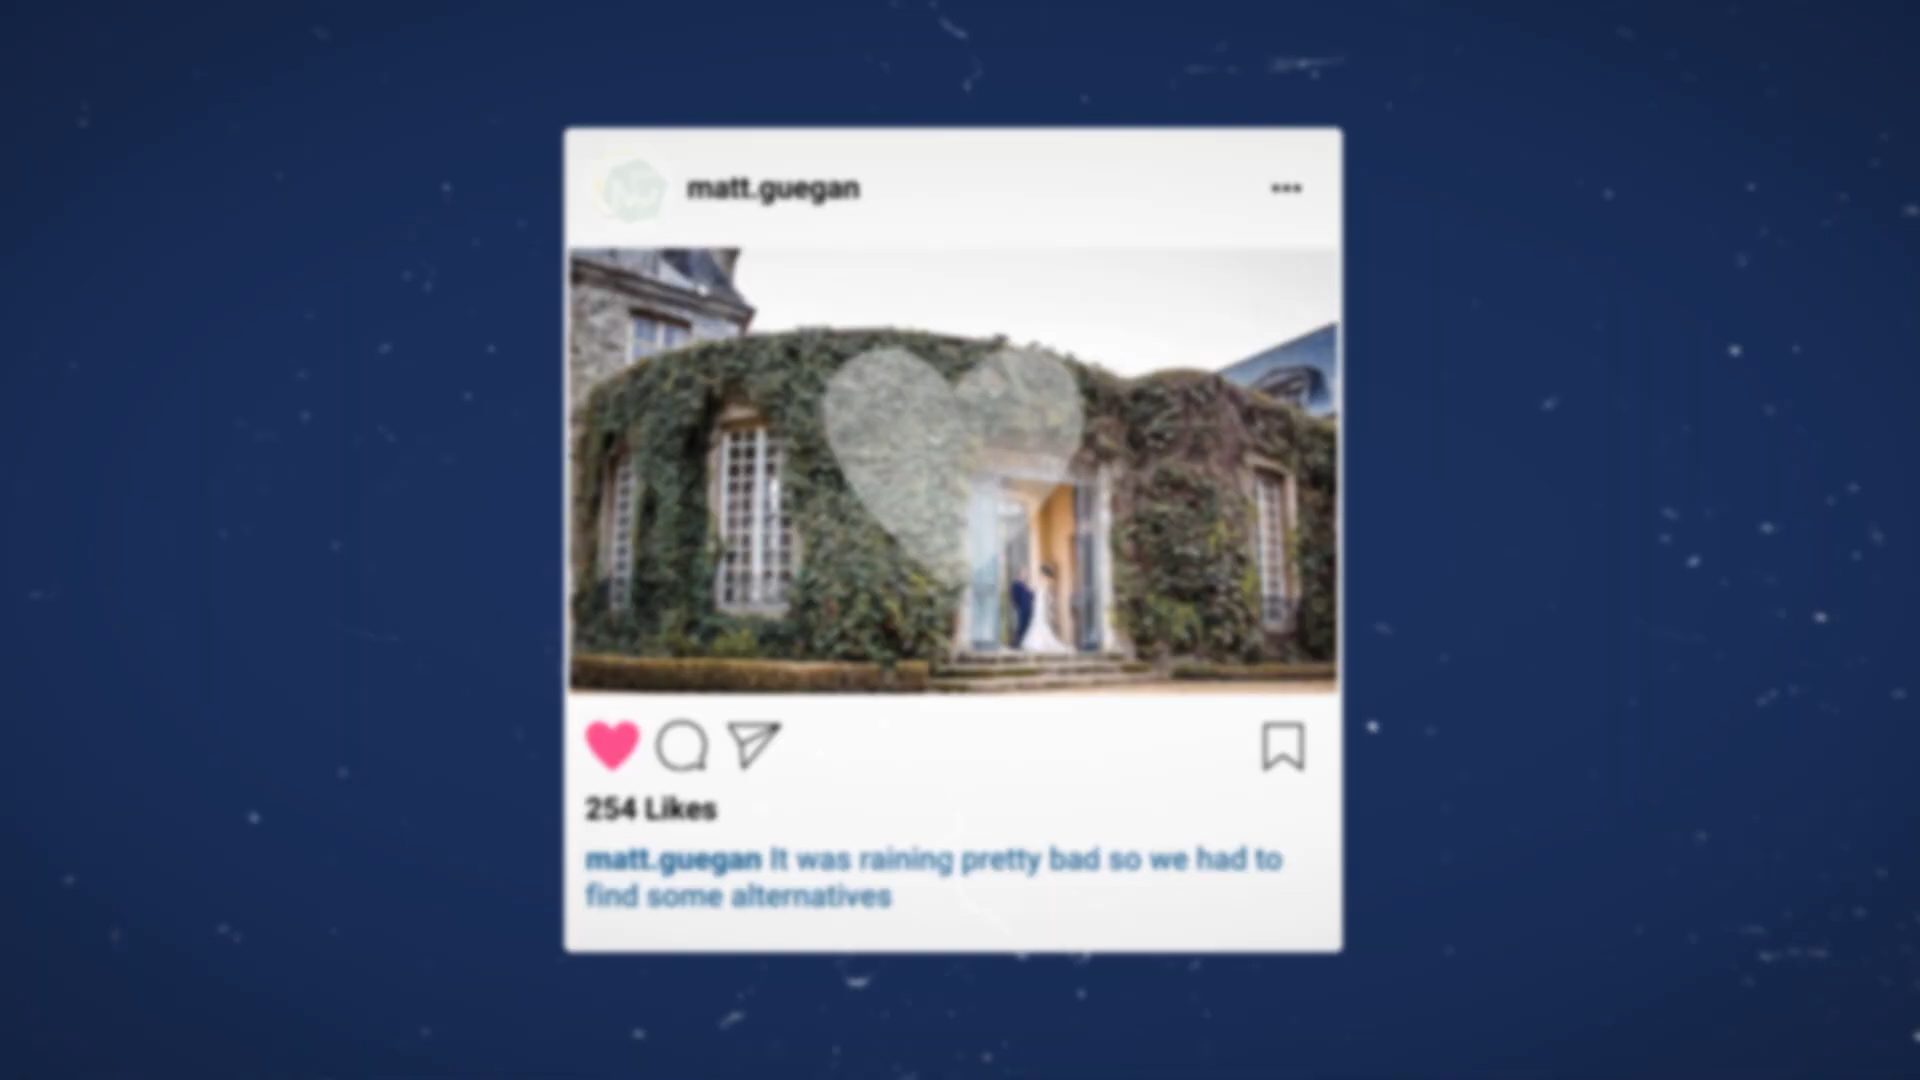 matt.guegan
254 Likes
matt.guegan It was raining pretty bad so we had to
find some alternatives